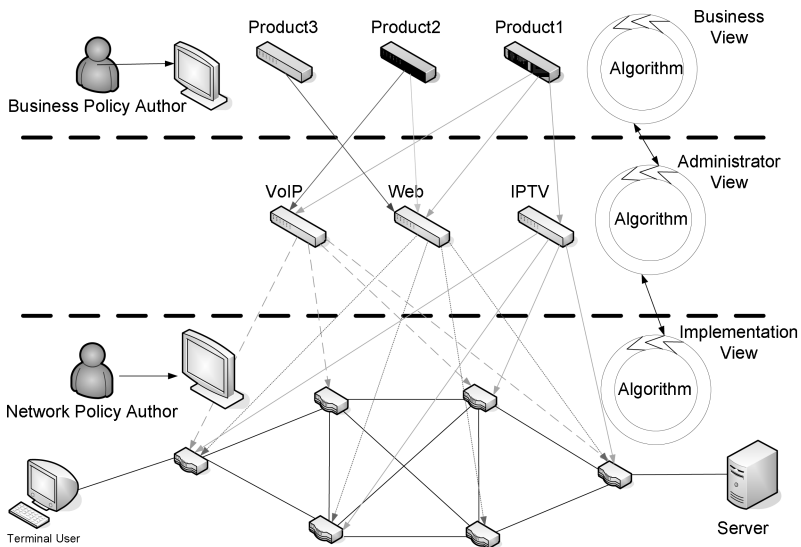 Product3
Product2
Product1
Business
View
Algorithm
Business Policy Author
Administrator
View
VoIP
Web
IPTV
Algorithm
Implementation
View
Algorithm
Network Policy Author
Terminal User
Server